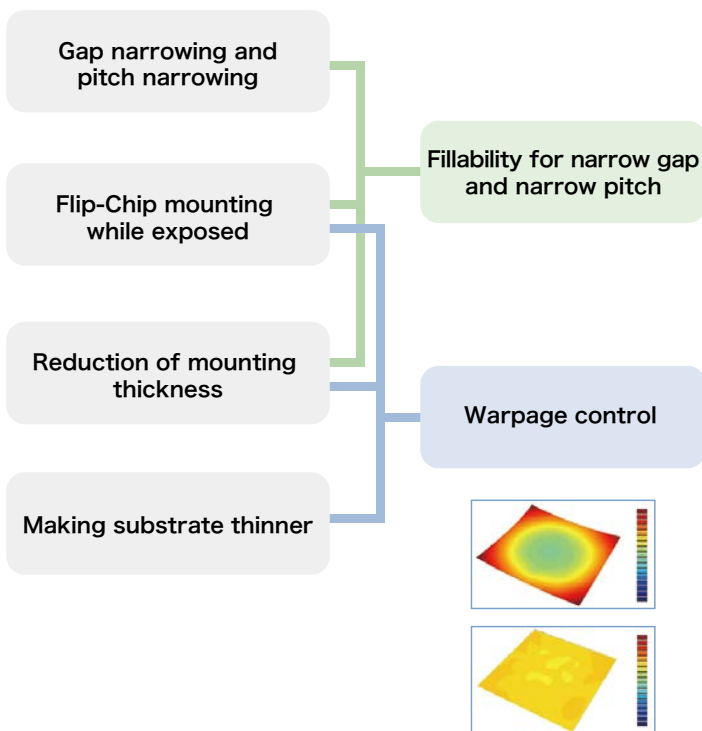 Gap narrowing and
pitch narrowing
Fillability for narrow gap
and narrow pitch
Flip-Chip mounting
while exposed
Reduction of mounting
thickness
Warpage control
Making substrate thinner